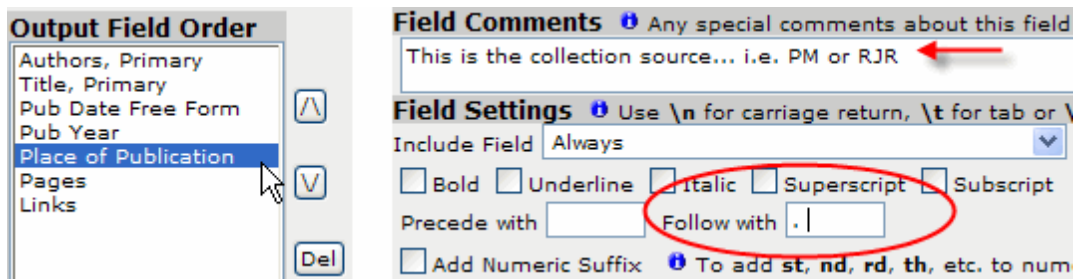 Output Field Order
Authors, Primary
Title, Primary
Pub Date Free Form
Pub Year
Place of Publication
Pages
Links
/\
\/
Del
Field Comments i Any special comments about this field
This is the collection source... i.e. PM or RJR
Field Settings i Use \n for carriage return, \t for tab or \
Include Field Always
Bold Underline Italic Superscript Subscript
Precede with Follow with .
Add Numeric Suffix i To add st, nd, rd, th, etc. to